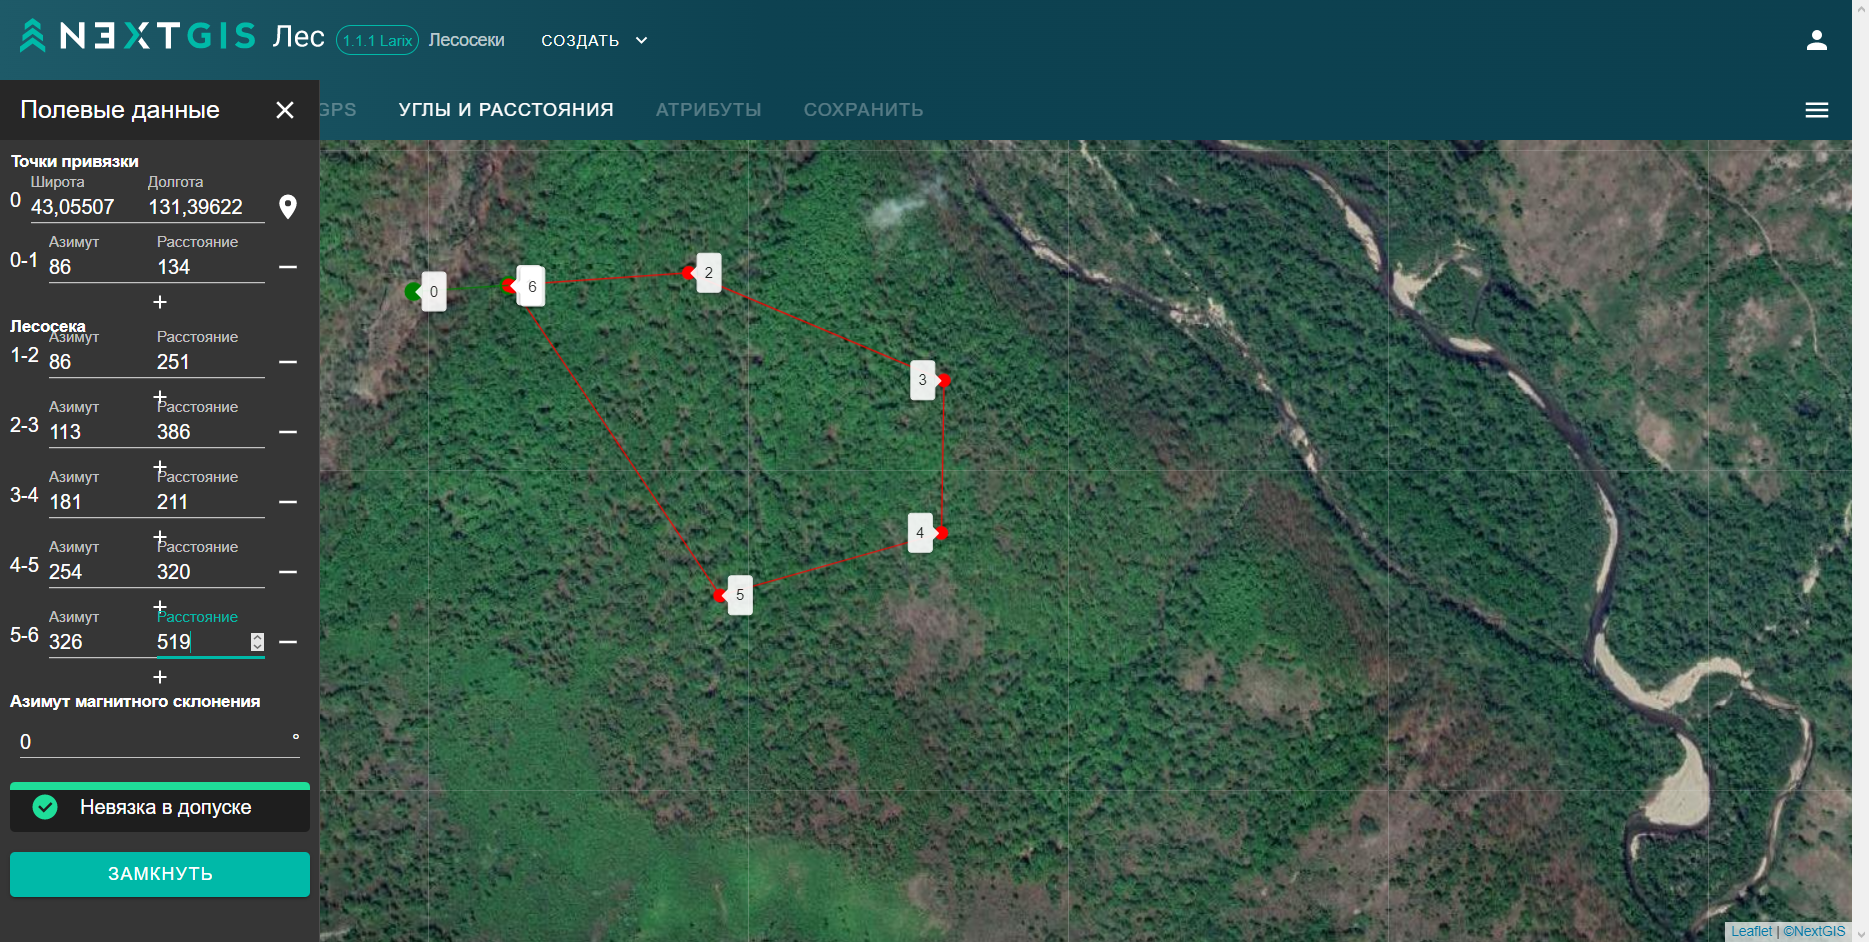 NEXTGIS Лес 1.1.1 Larix Лесосеки СОЗДАТЬ
Полевые данные
GPS УГЛЫ И РАССТОЯНИЯ АТРИБУТЫ СОХРАНИТЬ
Точки привязки
Широта Долгота
0 43,05507 131,39622
Азимут Расстояние
0-1 86 134
+
Лесосека
Азимут Расстояние
1-2 86 251
+
Азимут Расстояние
2-3 113 386
+
Азимут Расстояние
3-4 181 211
+
Азимут Расстояние
4-5 254 320
+
Азимут Расстояние
5-6 326 519
+
Азимут магнитного склонения
0 °
Невязка в допуске
ЗАМКНУТЬ
0
6
2
3
4
5
Leaflet | ©NextGIS